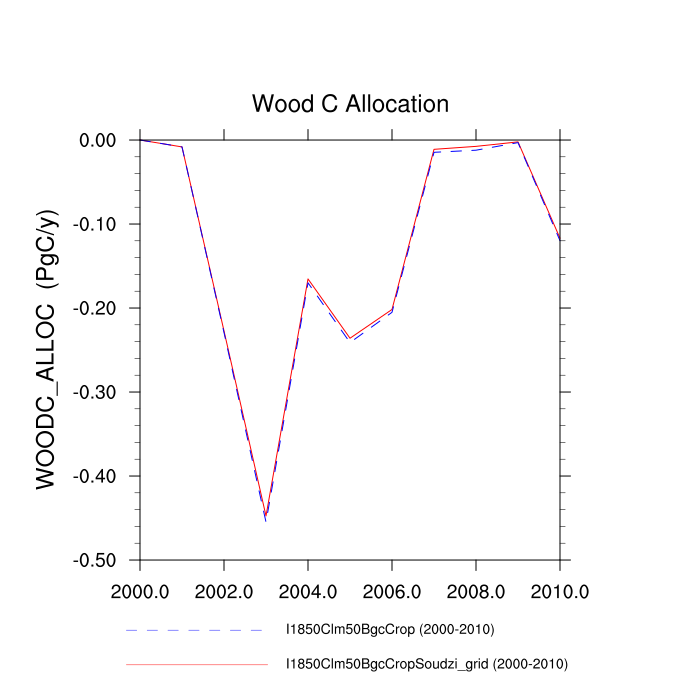 Wood C Allocation
WOODC_ALLOC (PgC/y)
0.00
-0.10
-0.20
-0.30
-0.40
-0.50
2000.0 2002.0 2004.0 2006.0 2008.0 2010.0
I1850Clm50BgcCrop (2000-2010)
I1850Clm50BgcCropSoudzi_grid (2000-2010)